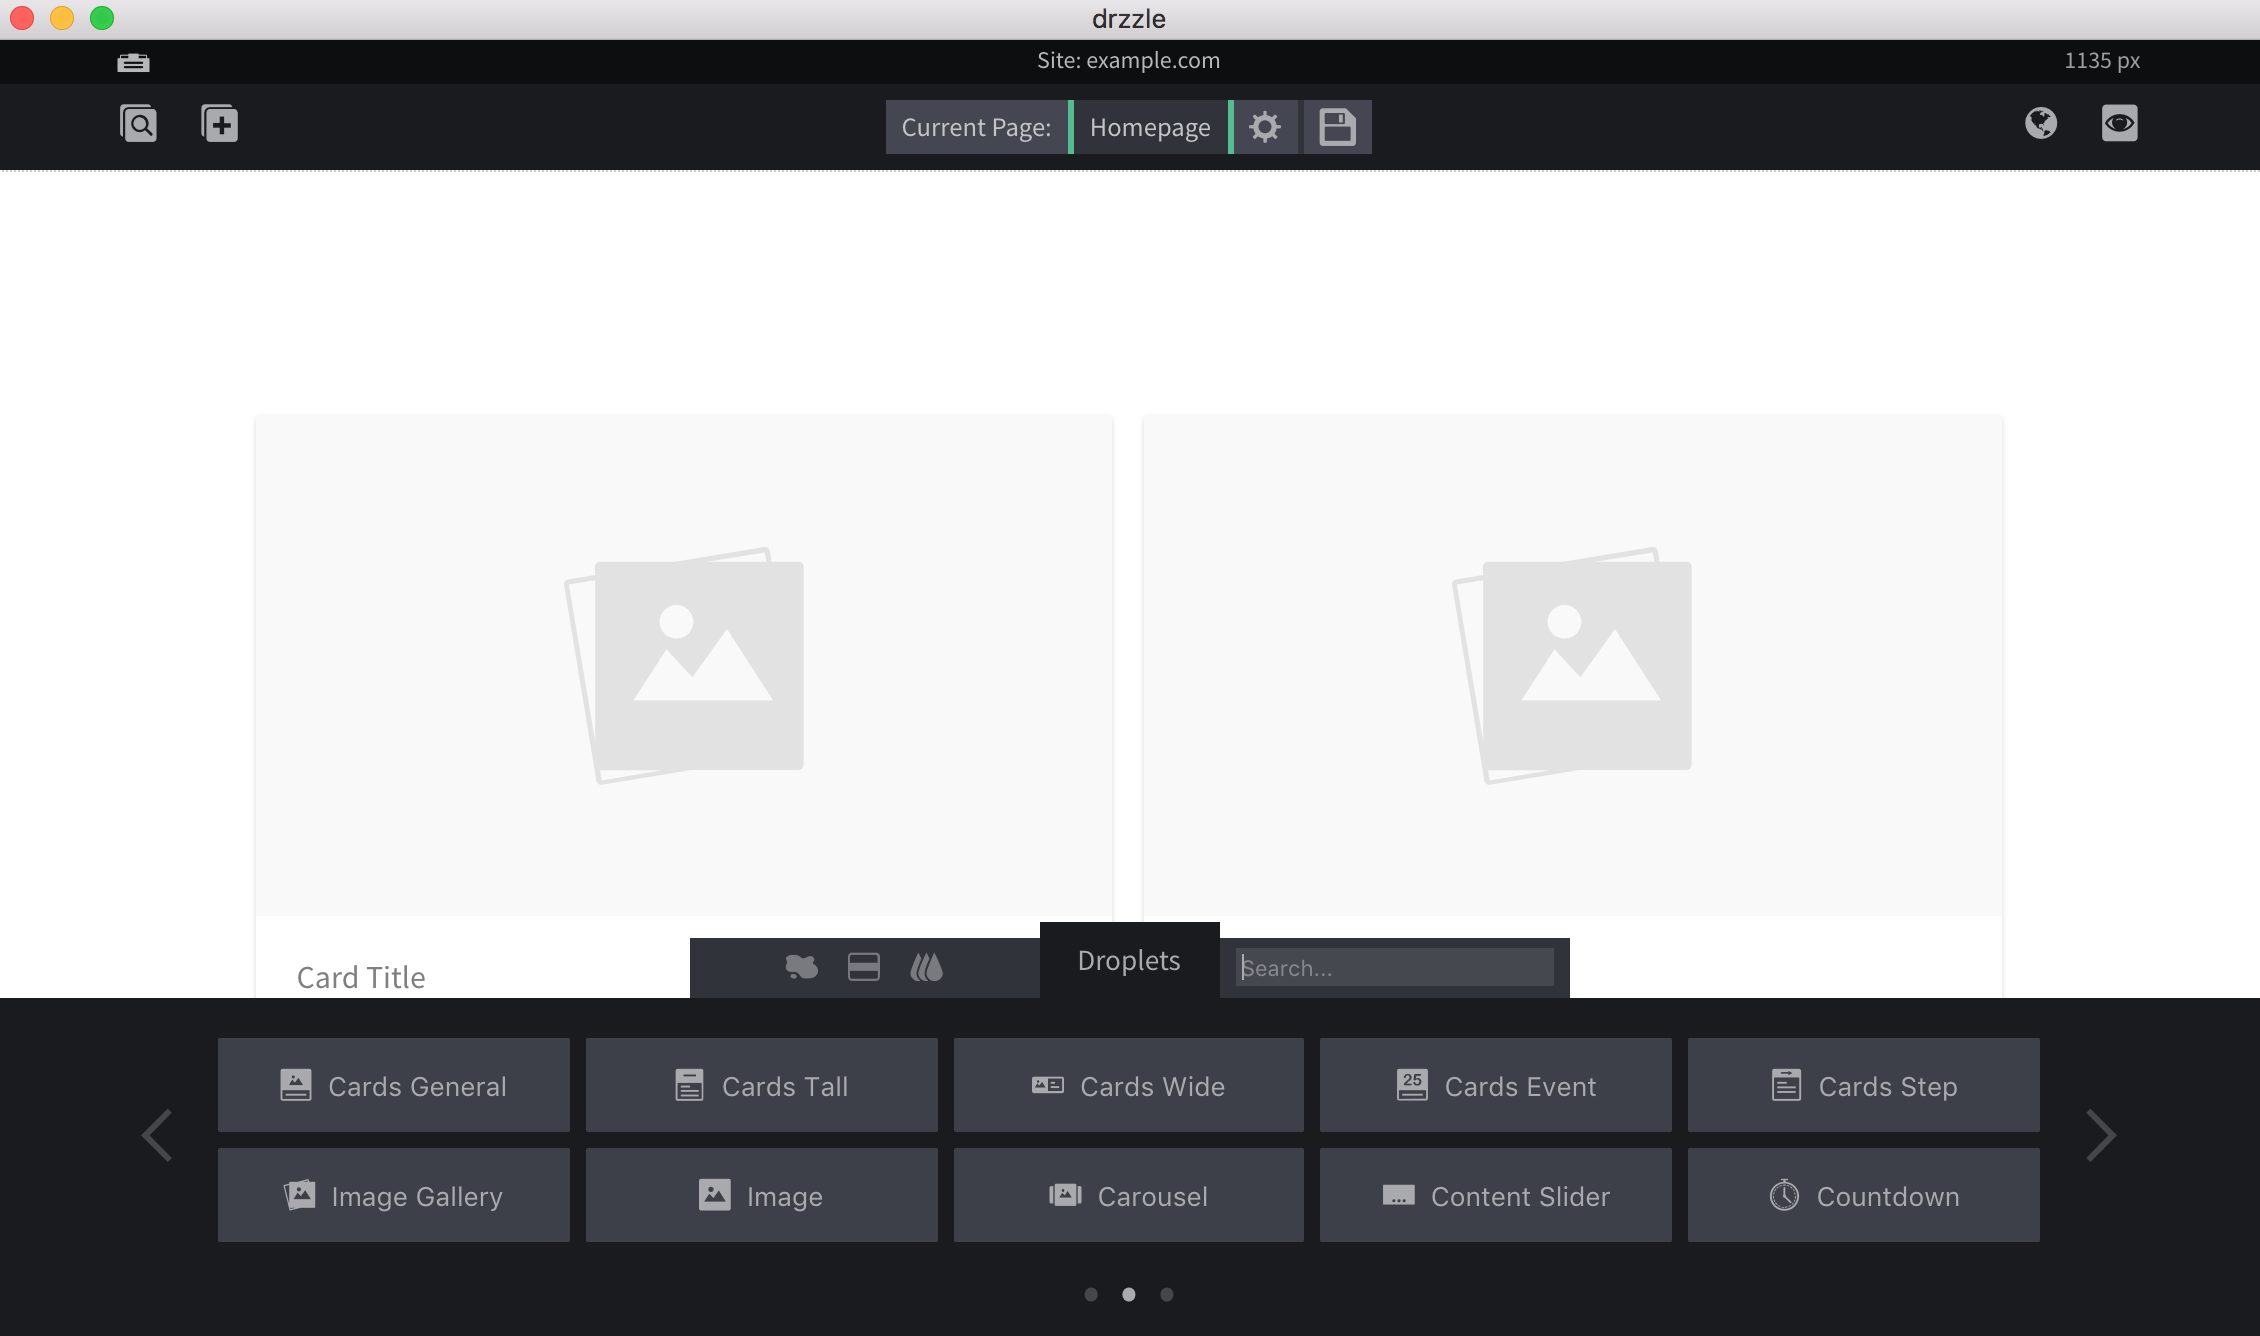 drzzle
Site: example.com
1135 px
Current Page:
Homepage
Card Title
Droplets
Search...
Cards General
Cards Tall
Cards Wide
25
Cards Event
Cards Step
Image Gallery
Image
Carousel
Content Slider
Countdown